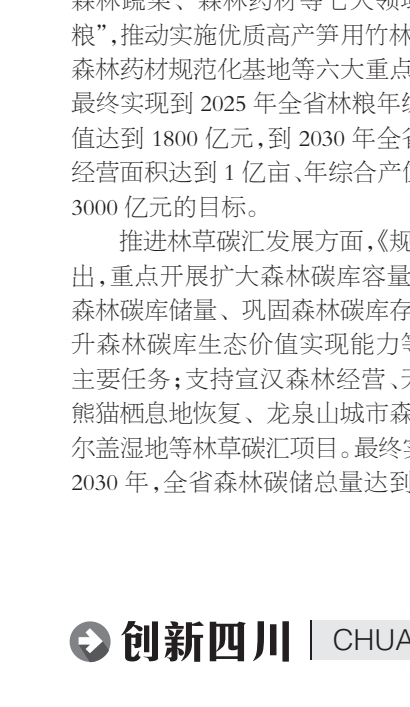 森林蔬菜、森林药材等七大领域
粮”,推动实施优质高产笋用竹林
森林药材规范化基地等六大重点
最终实现到 2025 年全省林粮年综
值达到 1800 亿元,到 2030 年全省
经营面积达到 1 亿亩、年综合产值
3000 亿元的目标。
推进林草碳汇发展方面,《规
出,重点开展扩大森林碳库容量
森林碳库储量、巩固森林碳库存
升森林碳库生态价值实现能力等
主要任务;支持宣汉森林经营、天
熊猫栖息地恢复、龙泉山城市森
尔盖湿地等林草碳汇项目。最终实
2030 年,全省森林碳储总量达到
创新四川 CHUA